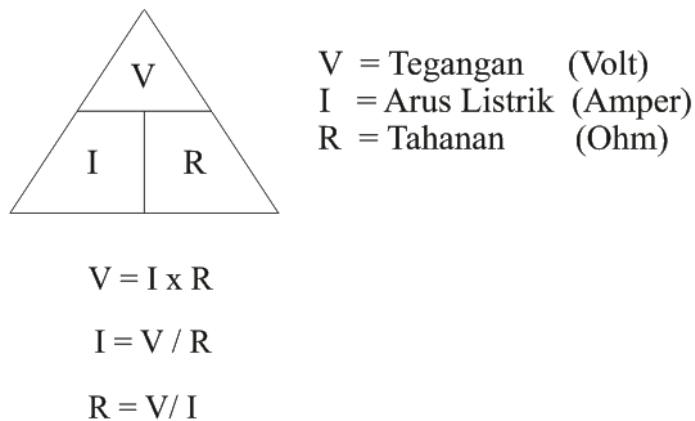 V
I R
V = Tegangan (Volt)
I = Arus Listrik (Amper)
R = Tahanan (Ohm)
V = I x R
I = V / R
R = V/ I